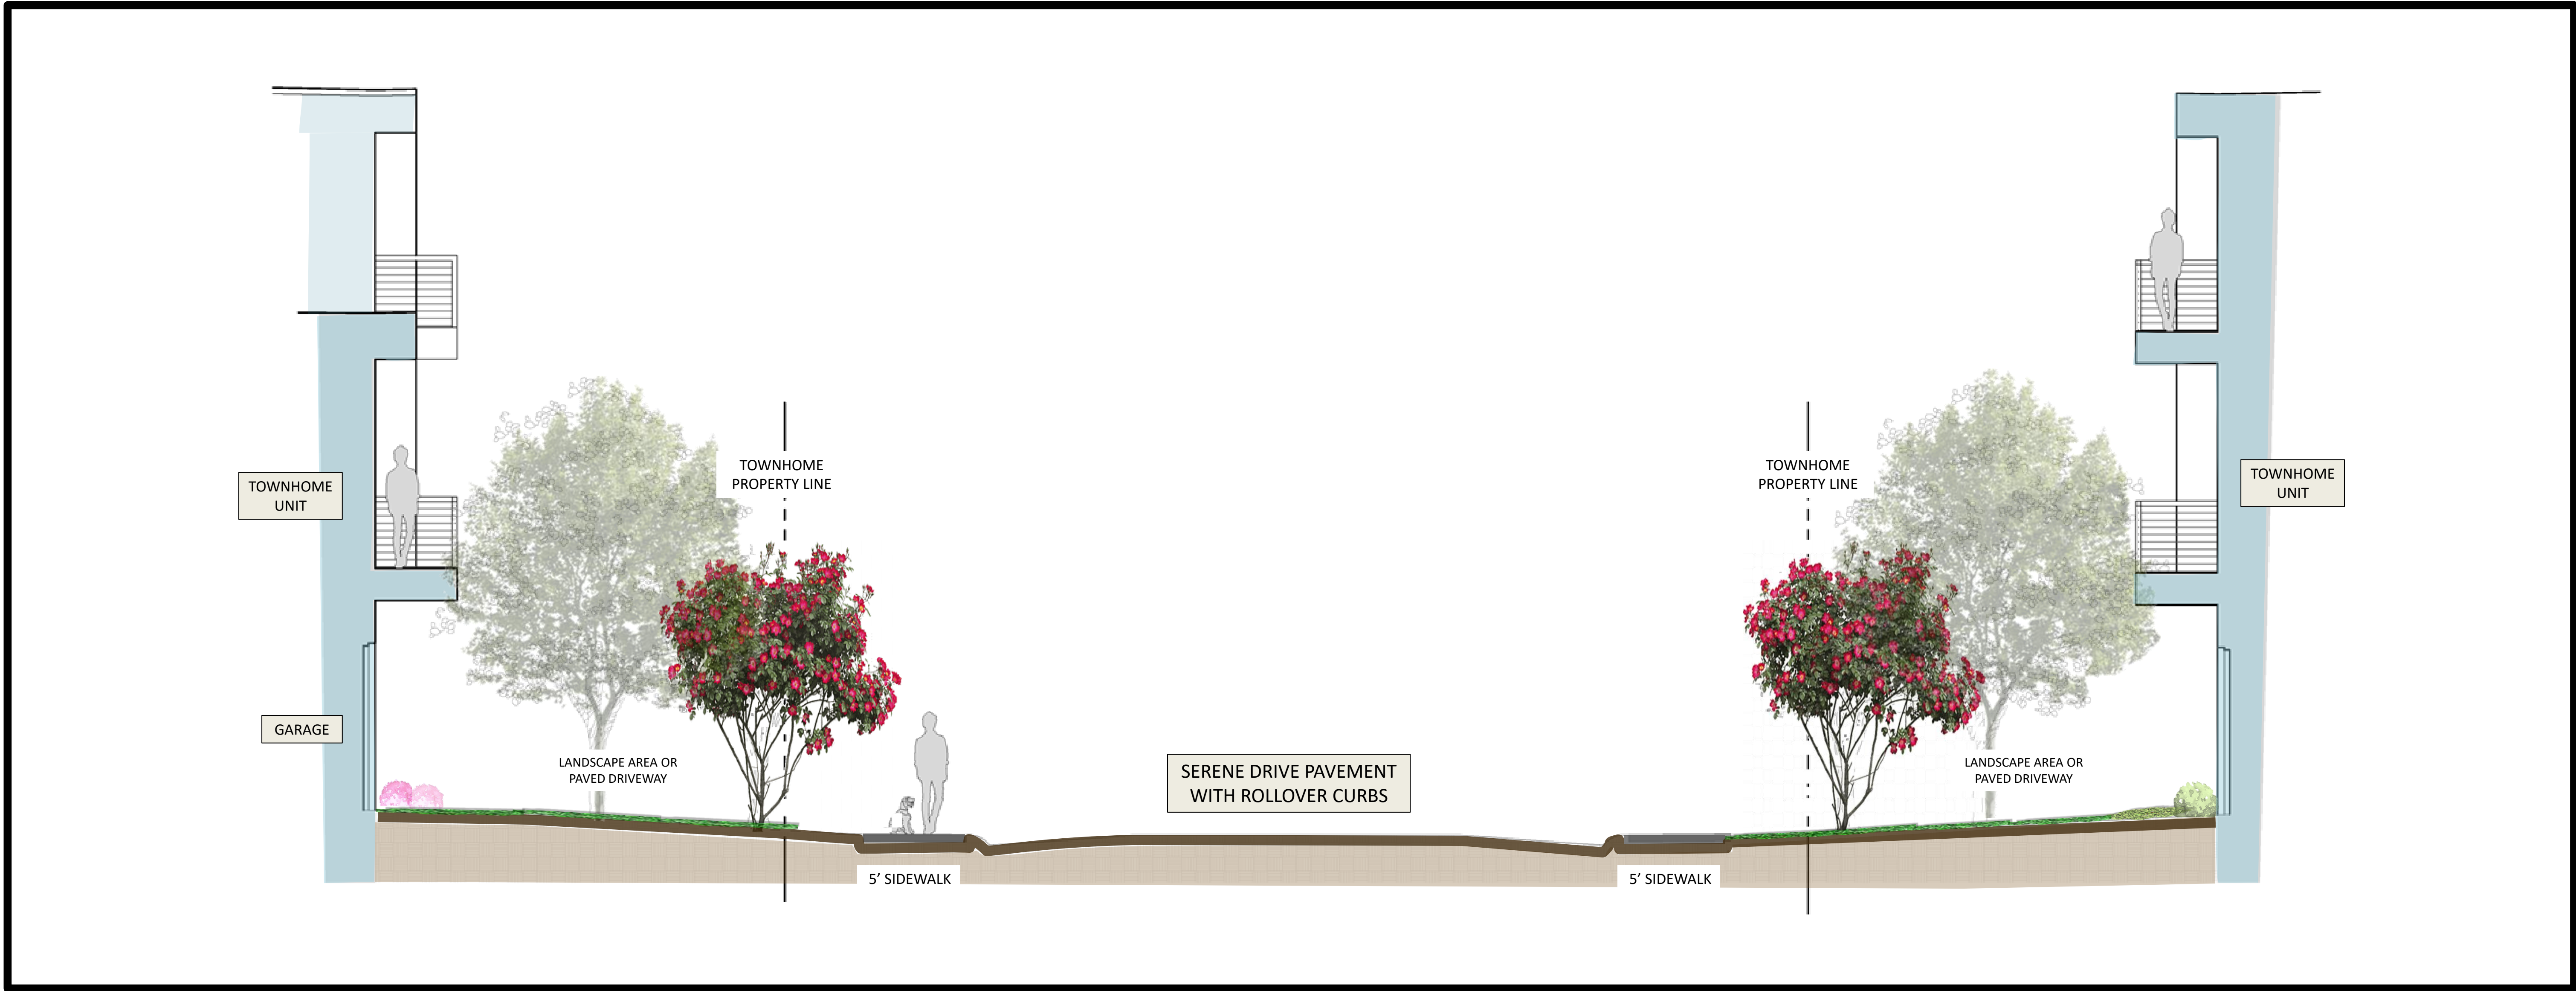 TOWNHOME
PROPERTY LINE
TOWNHOME
PROPERTY LINE
TOWNHOME
UNIT
TOWNHOME
UNIT
GARAGE
LANDSCAPE AREA OR
PAVED DRIVEWAY
SERENE DRIVE PAVEMENT
WITH ROLLOVER CURBS
LANDSCAPE AREA OR
PAVED DRIVEWAY
5’ SIDEWALK
5’ SIDEWALK